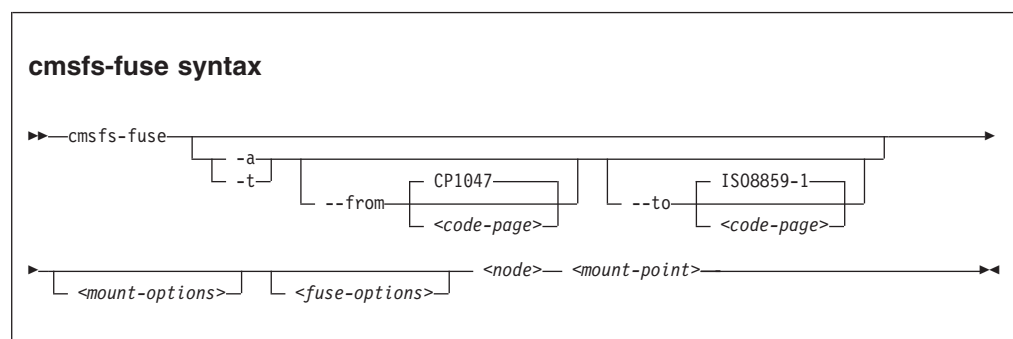 cmsfs-fuse syntax
cmsfs-fuse
-a
-t
--from
CP1047
<code-page>
--to
ISO8859-1
<code-page>
<mount-options>
<fuse-options>
<node>
<mount-point>